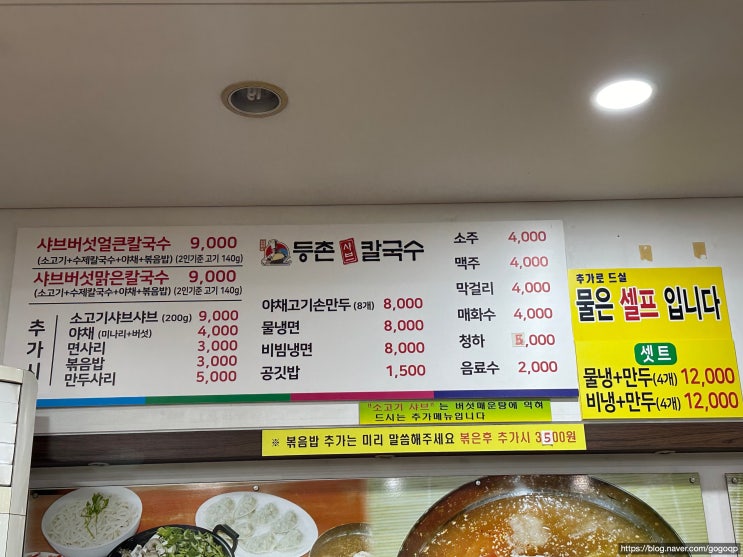 샤브버섯얼큰칼국수 9,000
(소고기+수제칼국수+야채+볶음밥) (2인기준 고기 140g)
샤브버섯맑은칼국수 9,000
(소고기+수제칼국수+야채+볶음밥) (2인기준 고기 140g)
추가시
소고기샤브샤브 (200g) 9,000
야채 (미나리+버섯) 4,000
면사리 3,000
볶음밥 3,000
만두사리 5,000
등촌 샤브 칼국수
야채고기손만두 (8개) 8,000
물냉면 8,000
비빔냉면 8,000
공깃밥 1,500
소주 4,000
맥주 4,000
막걸리 4,000
매화수 4,000
청하 5,000
음료수 2,000
추가로 드실
물은 셀프 입니다
셋트
물냉+만두(4개) 12,000
비냉+만두(4개) 12,000
"소고기 샤브" 는 버섯매운탕에 익혀
드시는 추가메뉴입니다
※ 볶음밥 추가는 미리 말씀해주세요 볶은후 추가시 3500원
https://blog.naver.com/gogoqp